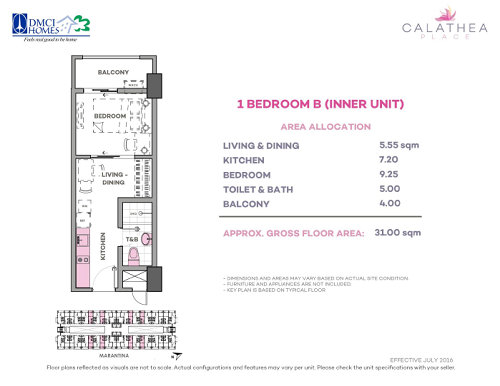 DMCI HOMES
Feels real good to be home
CALATHEA
PLACE
BALCONY
BEDROOM
LIVING -
DINING
T&B
KITCHEN
MARANTINA
1 BEDROOM B (INNER UNIT)
AREA ALLOCATION
LIVING & DINING 5.55 sqm
KITCHEN 7.20
BEDROOM 9.25
TOILET & BATH 5.00
BALCONY 4.00
APPROX. GROSS FLOOR AREA: 31.00 sqm
- DIMENSIONS AND AREAS MAY VARY BASED ON ACTUAL SITE CONDITION
- FURNITURE AND APPLIANCES ARE NOT INCLUDED.
- KEY PLAN IS BASED ON TYPICAL FLOOR
EFFECTIVE JULY 2016
Floor plans reflected as visuals are not to scale. Actual configurations and features may vary per unit. Please check the unit specifications with your seller.